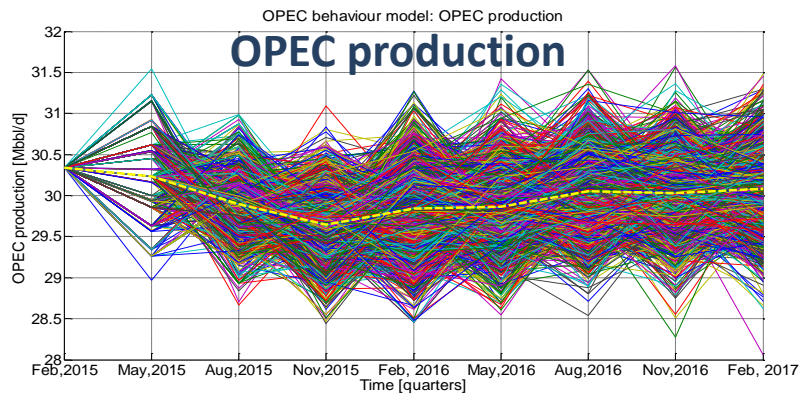 OPEC behaviour model: OPEC production
OPEC production
OPEC production [Mbbl/d]
32
31.5
31
30.5
30
29.5
29
28.5
28
Feb,2015 May,2015 Aug,2015 Nov,2015 Feb, 2016 May,2016 Aug,2016 Nov,2016 Feb, 2017
Time [quarters]